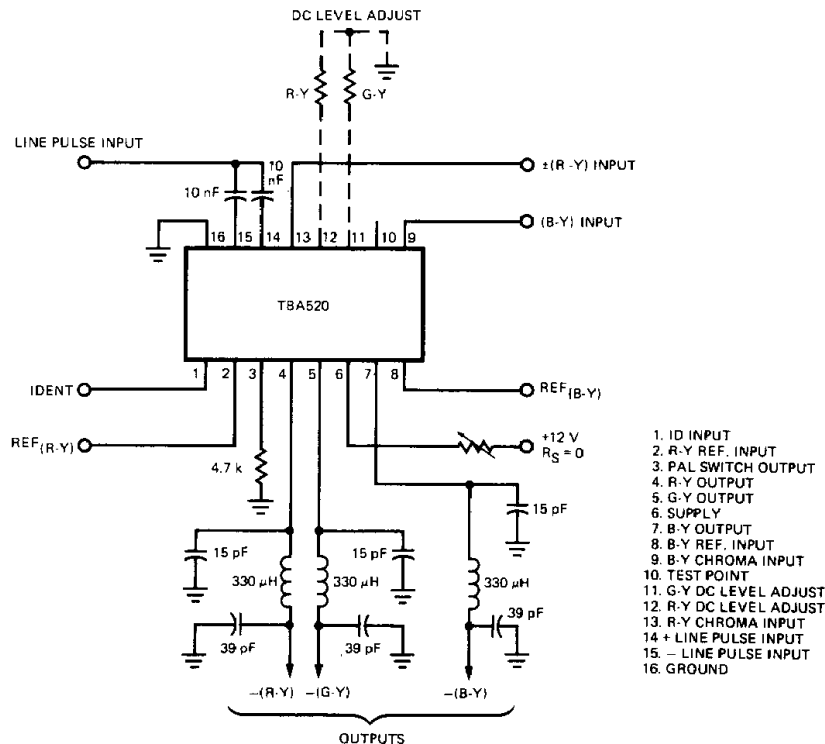 DC LEVEL ADJUST
R-Y
G-Y
LINE PULSE INPUT
10 nF
10 nF
±(R-Y) INPUT
(B-Y) INPUT
16 15 14 13 12 11 10 9
TBA520
1 2 3 4 5 6 7 8
IDENT
REF(R-Y)
REF(B-Y)
+12 V
RS = 0
4.7 k
15 pF
15 pF
15 pF
330 μH
330 μH
330 μH
39 pF
39 pF
39 pF
-(R-Y)
-(G-Y)
-(B-Y)
OUTPUTS
1. ID INPUT
2. R-Y REF. INPUT
3. PAL SWITCH OUTPUT
4. R-Y OUTPUT
5. G-Y OUTPUT
6. SUPPLY
7. B-Y OUTPUT
8. B-Y REF. INPUT
9. B-Y CHROMA INPUT
10. TEST POINT
11. G-Y DC LEVEL ADJUST
12. R-Y DC LEVEL ADJUST
13. R-Y CHROMA INPUT
14 + LINE PULSE INPUT
15. – LINE PULSE INPUT
16. GROUND